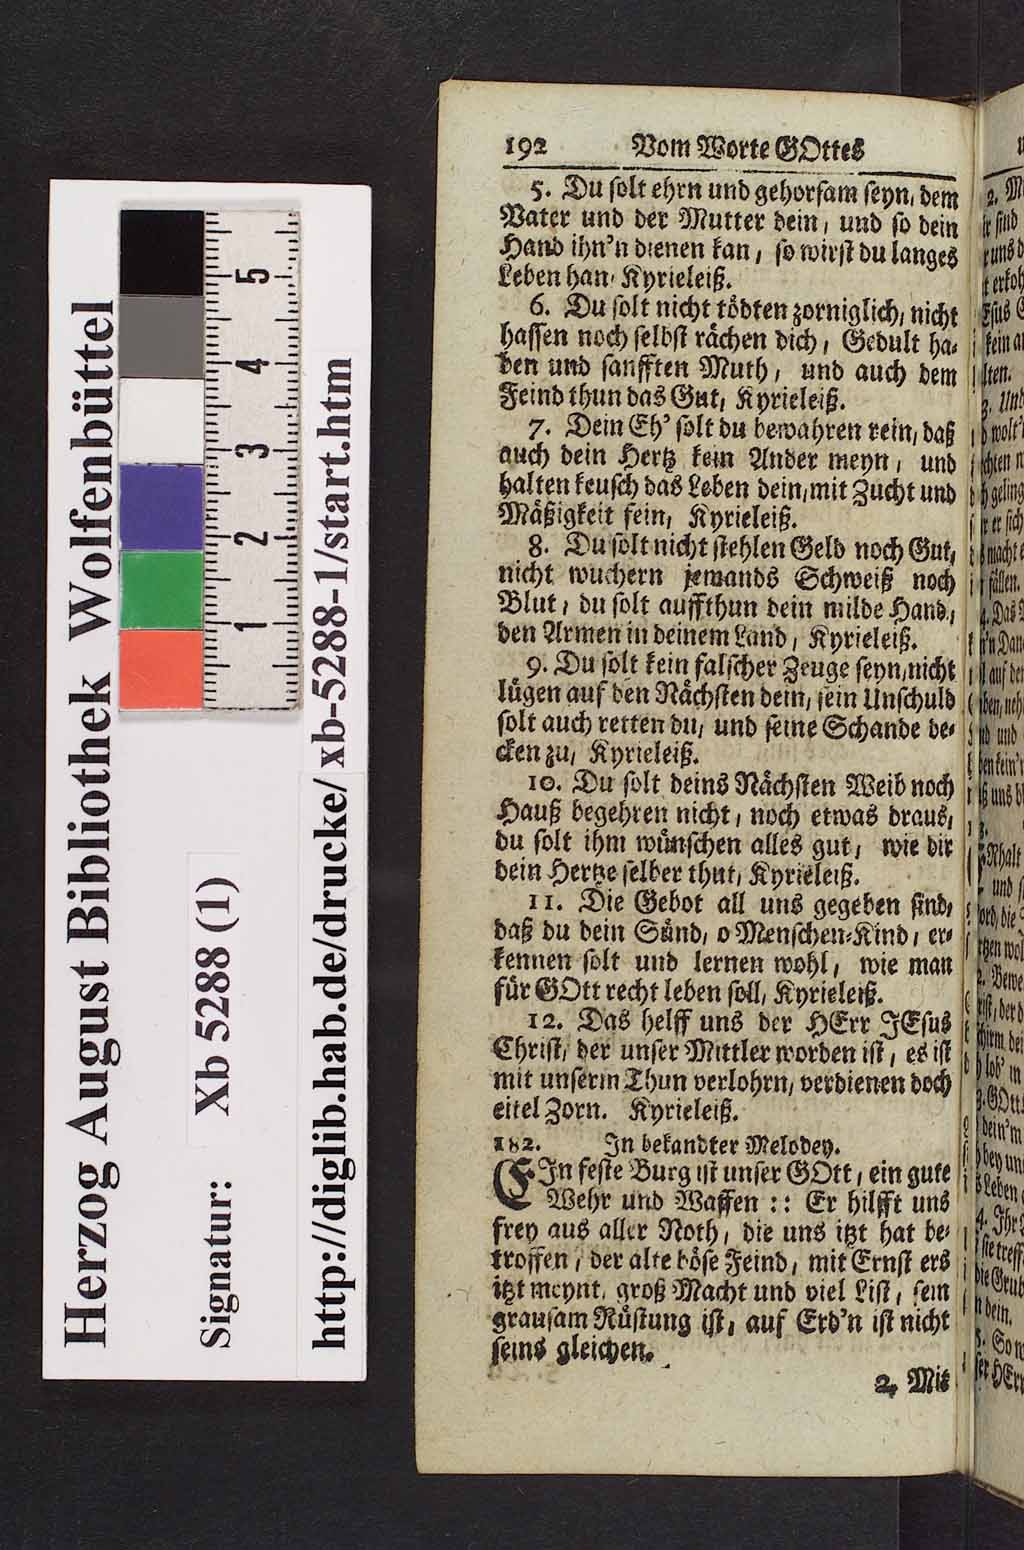 Herzog August Bibliothek Wolfenbüttel
Signatur: Xb 5288 (1)
http://diglib.hab.de/drucke/xb-5288-1/start.htm
5
4
3
2
1
192 Vom Worte GOttes
5. Du solt ehrn und gehorsam seyn, dem
Vater und der Mutter dein, und so dein
Hand ihn'n dienen kan, so wirst du langes
Leben han, Kyrieleiß.
6. Du solt nicht tödten zorniglich, nicht
hassen noch selbst rächen dich, Gedult ha-
ben und sanfften Muth, und auch dem
Feind thun das Gut, Kyrieleiß.
7. Dein Eh' solt du bewahren rein, daß
auch dein Hertz kein Ander meyn, und
halten keusch das Leben dein, mit Zucht und
Mäßigkeit fein, Kyrieleiß.
8. Du solt nicht stehlen Geld noch Gut,
nicht wuchern jemands Schweiß noch
Blut, du solt auffthun dein milde Hand,
den Armen in deinem Land, Kyrieleiß.
9. Du solt kein falscher Zeuge seyn, nicht
lügen auf den Nächsten dein, sein Unschuld
solt auch retten du, und seine Schande de-
cken zu, Kyrieleiß.
10. Du solt deins Nächsten Weib noch
Hauß begehren nicht, noch etwas draus,
du solt ihm wünschen alles gut, wie dir
dein Hertze selber thut, Kyrieleiß.
11. Die Gebot all uns gegeben sind,
daß du dein Sünd, o Menschen-Kind, er-
kennen solt und lernen wohl, wie man
für GOtt recht leben soll, Kyrieleiß.
12. Das helff uns der HErr JEsus
Christ, der unser Mittler worden ist, es ist
mit unserm Thun verlohrn, verdienen doch
eitel Zorn. Kyrieleiß.
182. In bekandter Melodey.
EIn feste Burg ist unser GOtt, ein gute
Wehr und Waffen :: Er hilfft uns
frey aus aller Noth, die uns itzt hat be-
troffen, der alte böse Feind, mit Ernst ers
itzt meynt, groß Macht und viel List, sein
grausam Rüstung ist, auf Erd'n ist nicht
seins gleichen.
2. Mit